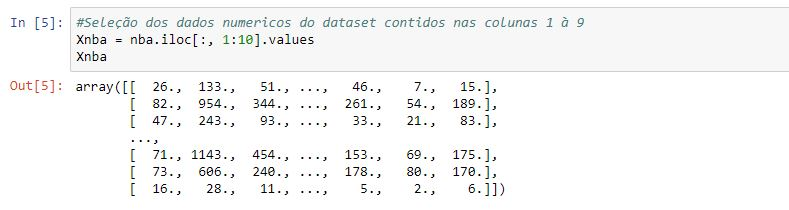 In [5]: #Seleção dos dados numericos do dataset contidos nas colunas 1 à 9
Xnba = nba.iloc[:, 1:10].values
Xnba
Out[5]: array([[  26.,  133.,   51., ...,   46.,    7.,   15.],
[  82.,  954.,  344., ...,  261.,   54.,  189.],
[  47.,  243.,   93., ...,   33.,   21.,   83.],
...,
[  71., 1143.,  454., ...,  153.,   69.,  175.],
[  73.,  606.,  240., ...,  178.,   80.,  170.],
[  16.,   28.,   11., ...,    5.,    2.,    6.]])